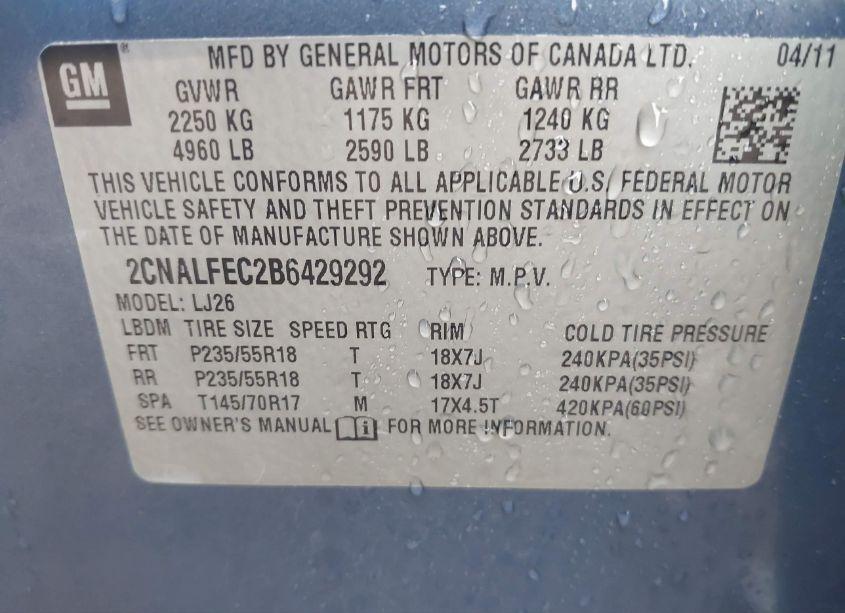 GM ® MFD BY GENERAL MOTORS OF CANADA LTD. 04/11
GVWR GAWR FRT GAWR RR
2250 KG 1175 KG 1240 KG
4960 LB 2590 LB 2733 LB
THIS VEHICLE CONFORMS TO ALL APPLICABLE U.S. FEDERAL MOTOR
VEHICLE SAFETY AND THEFT PREVENTION STANDARDS IN EFFECT ON
THE DATE OF MANUFACTURE SHOWN ABOVE.
2CNALFEC2B6429292 TYPE: M.P.V.
MODEL: LJ26
LBDM TIRE SIZE SPEED RTG RIM COLD TIRE PRESSURE
FRT P235/55R18 T 18X7J 240KPA(35PSI)
RR P235/55R18 T 18X7J 240KPA(35PSI)
SPA T145/70R17 M 17X4.5T 420KPA(60PSI)
SEE OWNER'S MANUAL i FOR MORE INFORMATION.